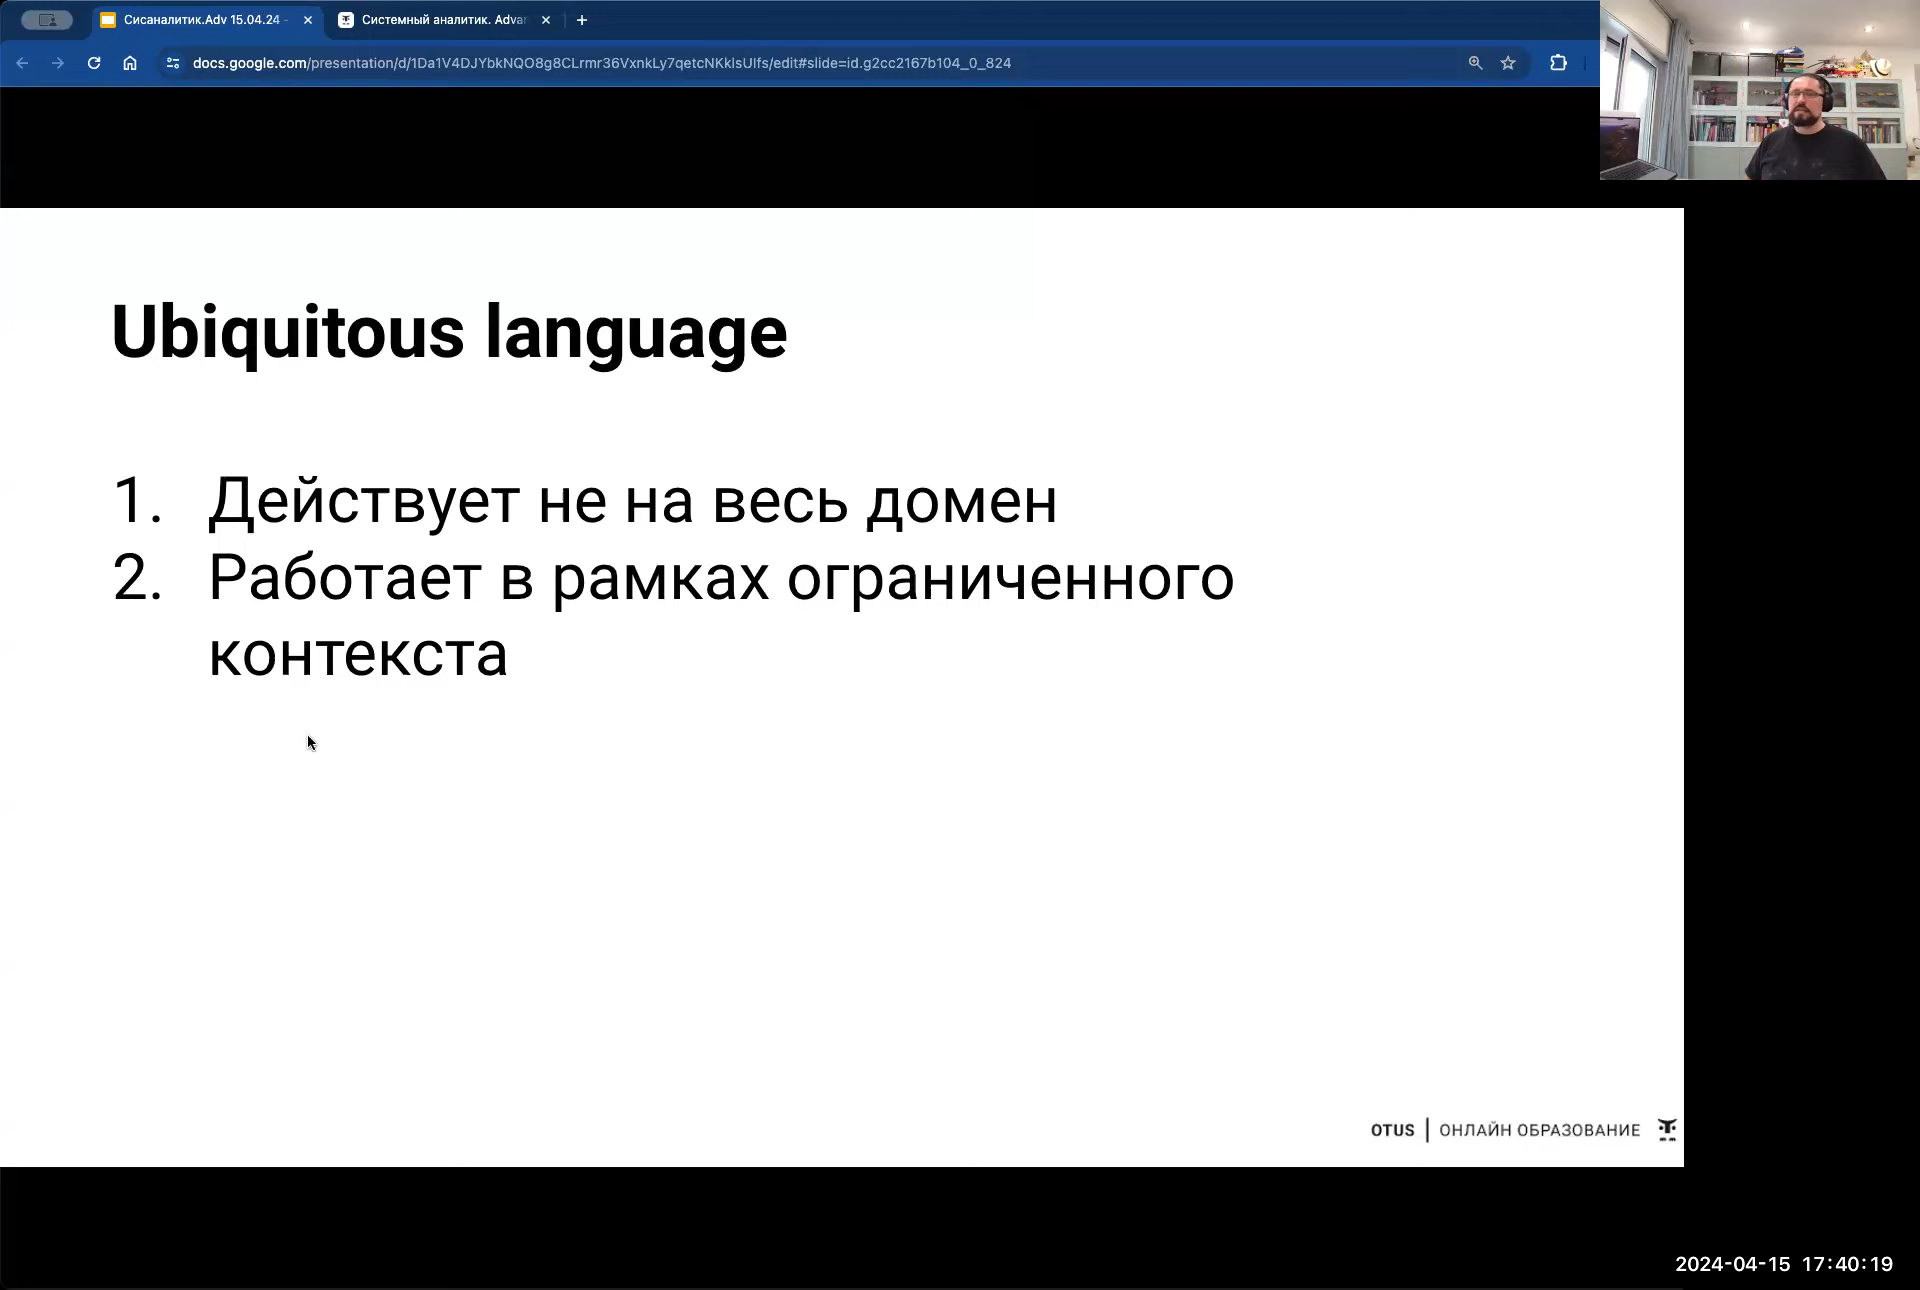 Сисаналитик.Adv 15.04.24 -
Системный аналитик. Advan
docs.google.com/presentation/d/1Da1V4DJYbkNQO8g8CLrmr36VxnkLy7qetcNKklsUlfs/edit#slide=id.g2cc2167b104_0_824
Ubiquitous language
1. Действует не на весь домен
2. Работает в рамках ограниченного
контекста
OTUS | ОНЛАЙН ОБРАЗОВАНИЕ
2024-04-15 17:40:19